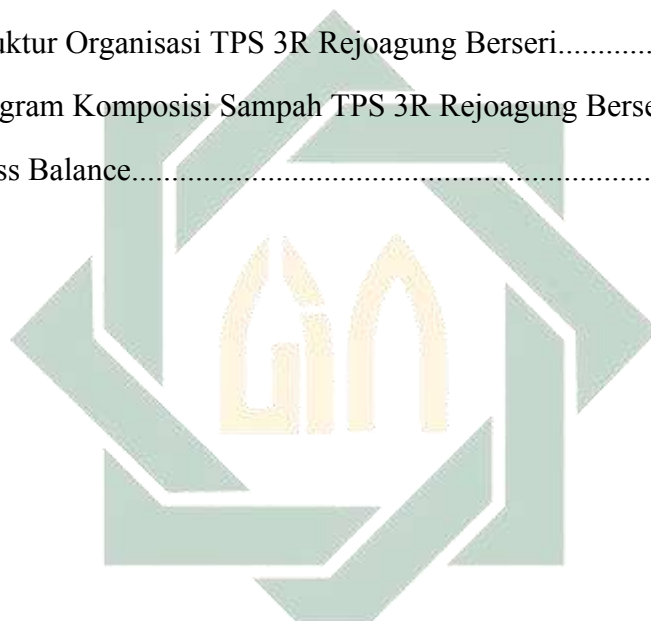 uktur Organisasi TPS 3R Rejoagung Berseri.............
gram Komposisi Sampah TPS 3R Rejoagung Berse
ss Balance..................................................................